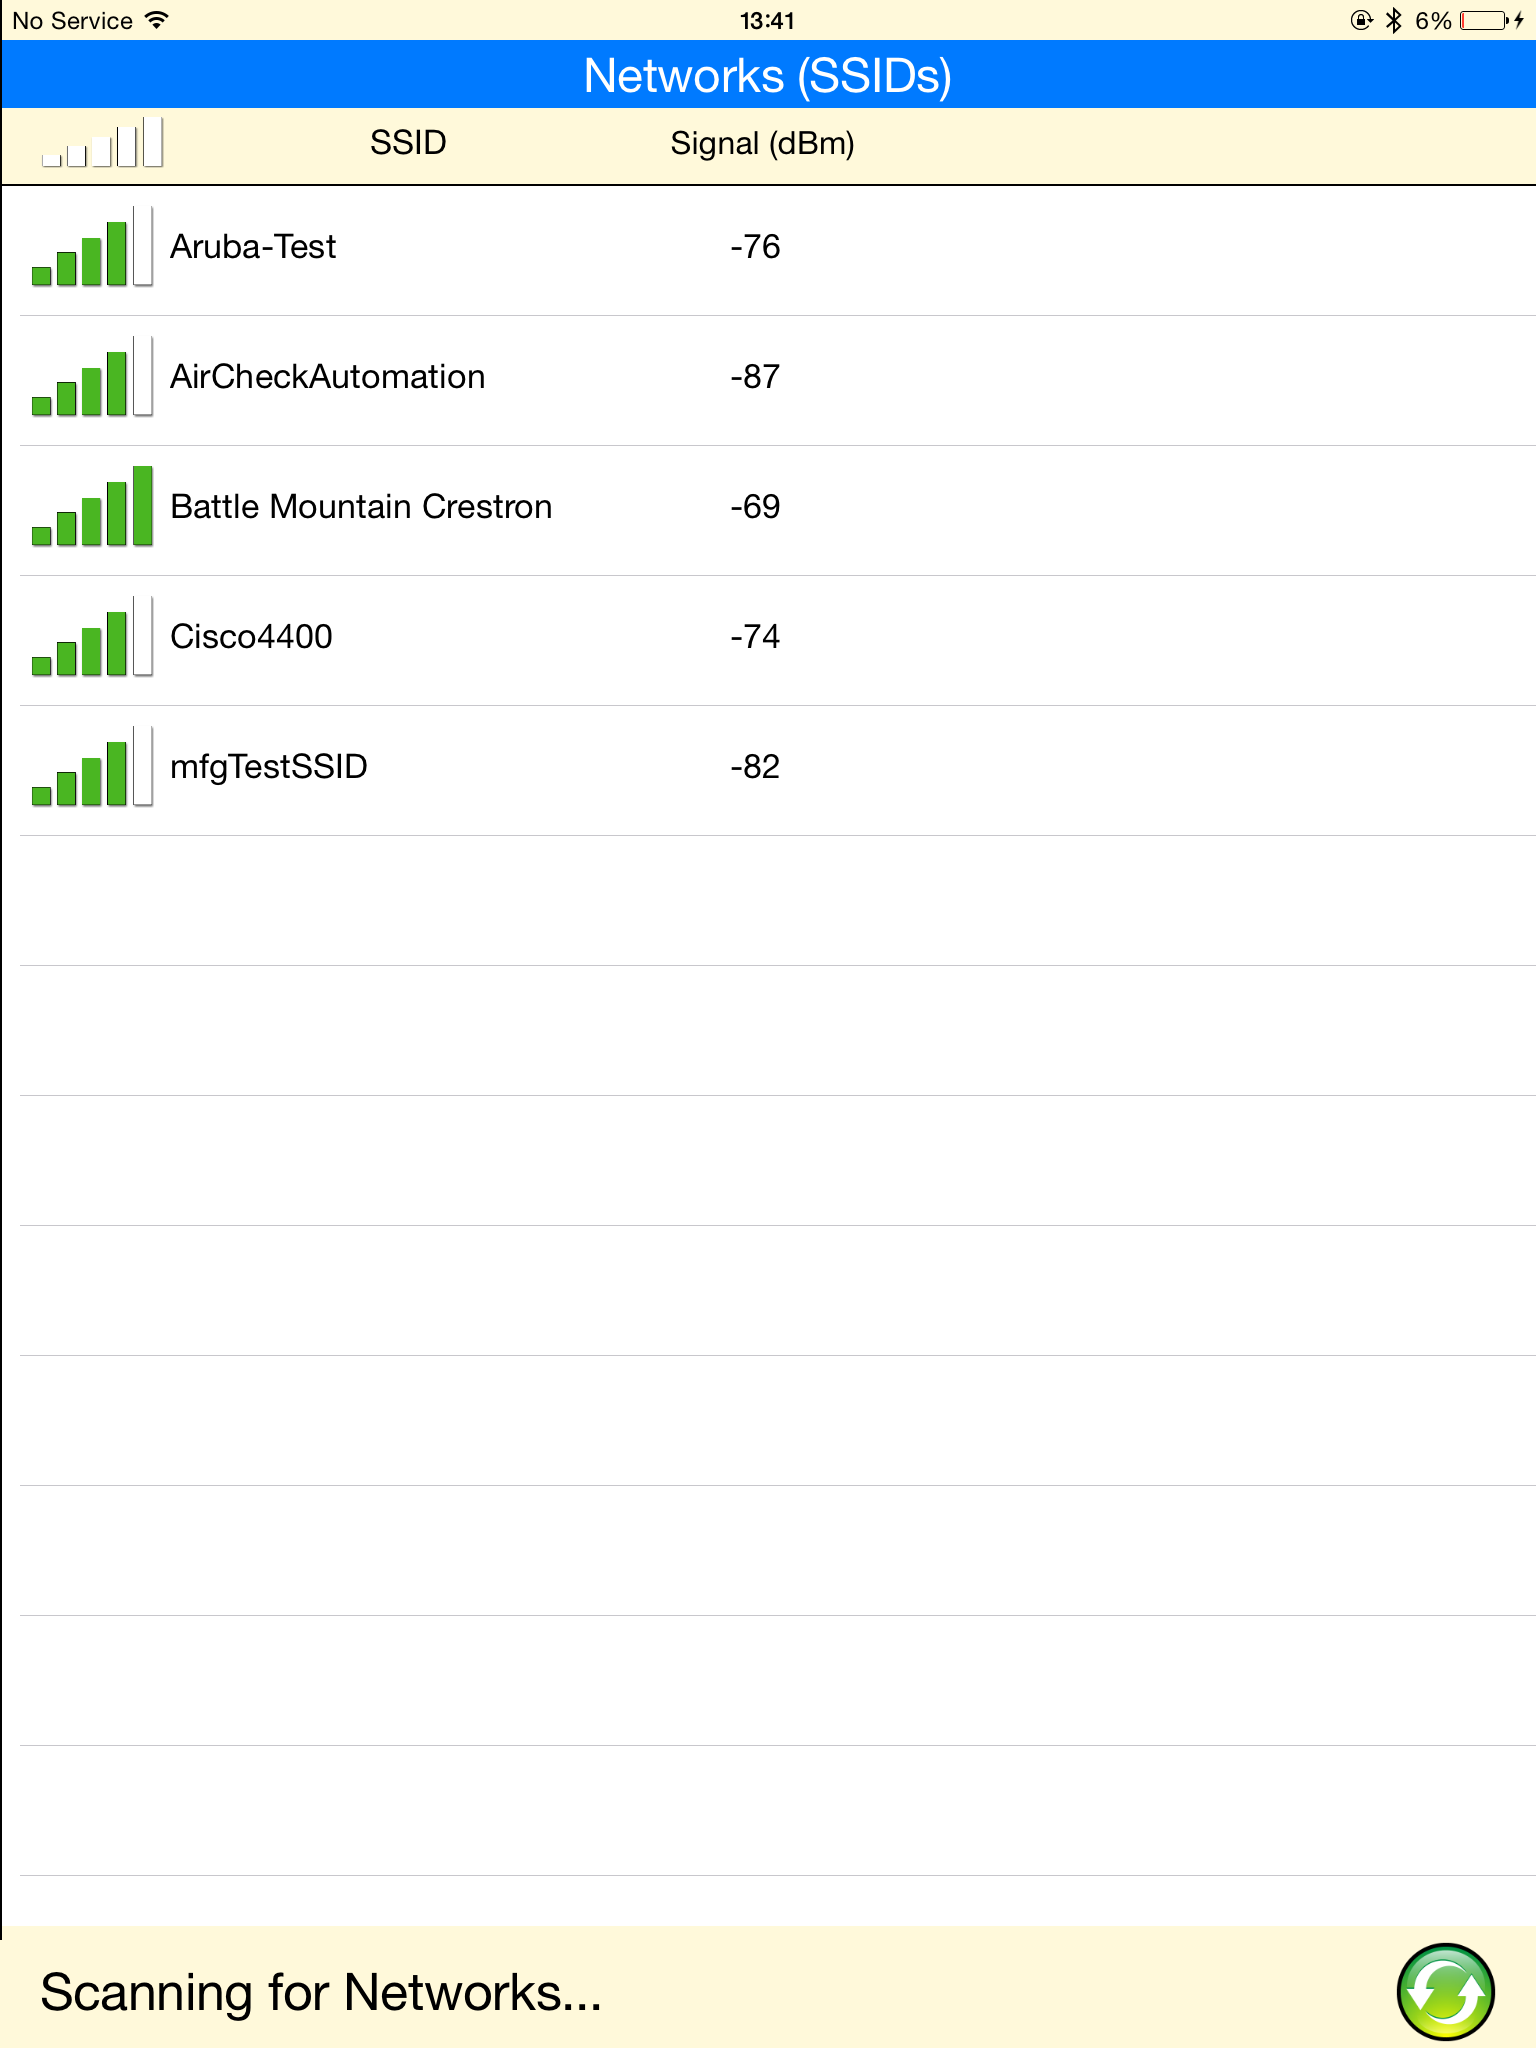 No Service 13:41 6%
Networks (SSIDs)
SSID Signal (dBm)
Aruba-Test -76
AirCheckAutomation -87
Battle Mountain Crestron -69
Cisco4400 -74
mfgTestSSID -82
Scanning for Networks...